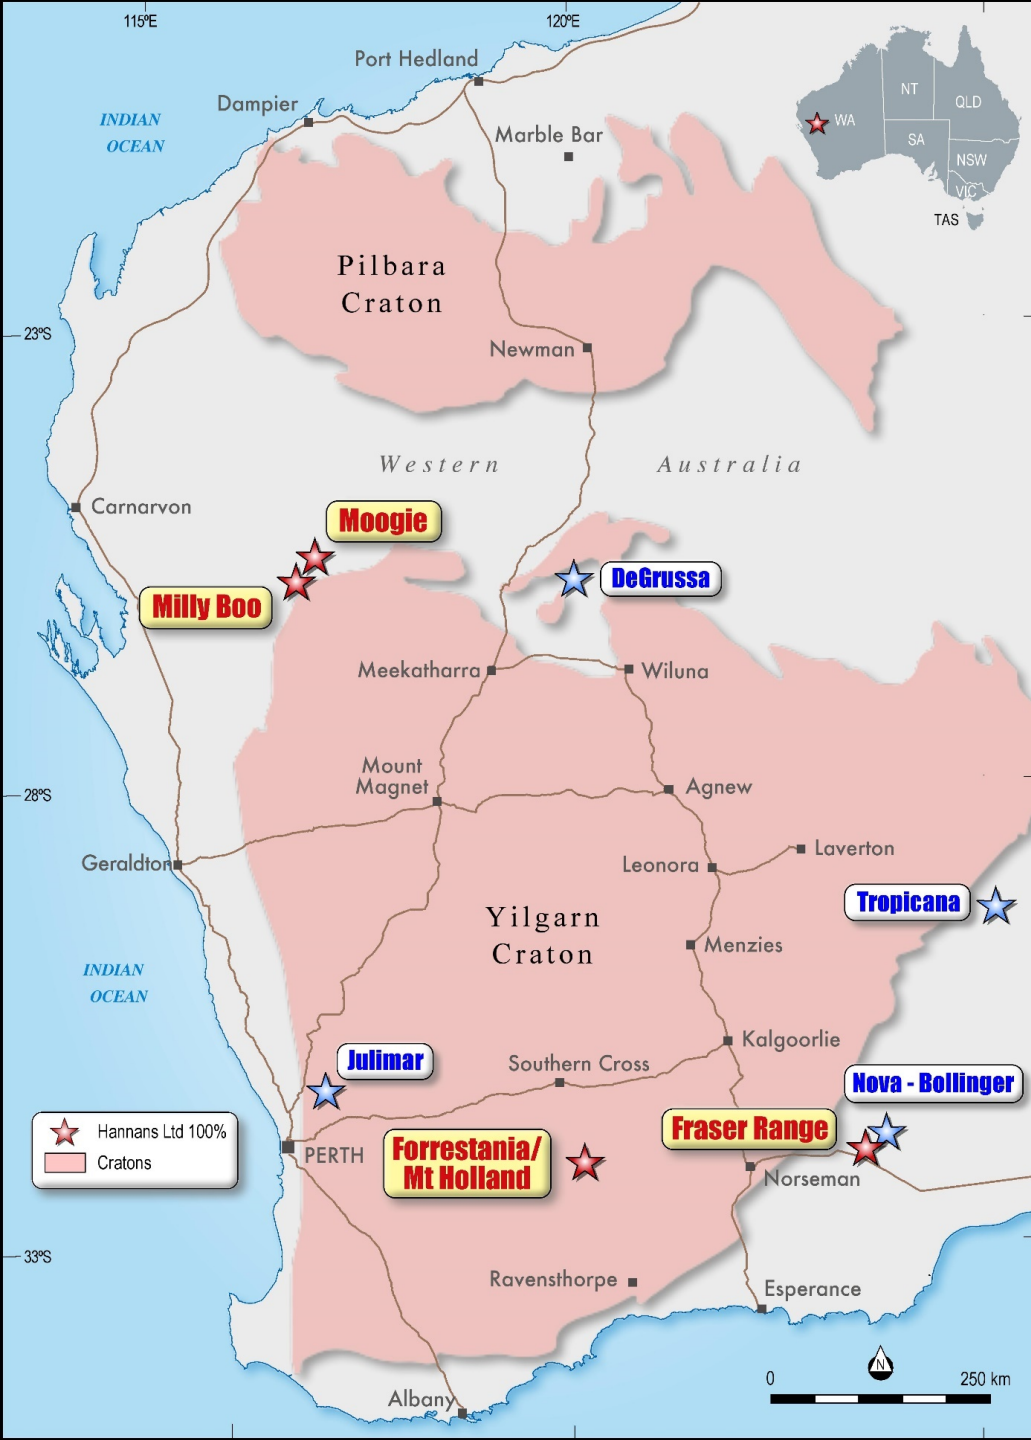 115ºE
120ºE
Port Hedland
Dampier
INDIAN
OCEAN
Marble Bar
NT
QLD
WA
SA
NSW
VIC
TAS
Pilbara
Craton
23ºS
Newman
Western Australia
Carnarvon
Moogie
DeGrussa
Milly Boo
Meekatharra
Wiluna
Mount
Magnet
Agnew
28ºS
Laverton
Geraldton
Leonora
Tropicana
Yilgarn
Craton
Menzies
INDIAN
OCEAN
Kalgoorlie
Julimar
Southern Cross
Nova - Bollinger
Hannans Ltd 100%
Cratons
Fraser Range
PERTH
Forrestania/
Mt Holland
Norseman
33ºS
Ravensthorpe
Esperance
N
0 250 km
Albany